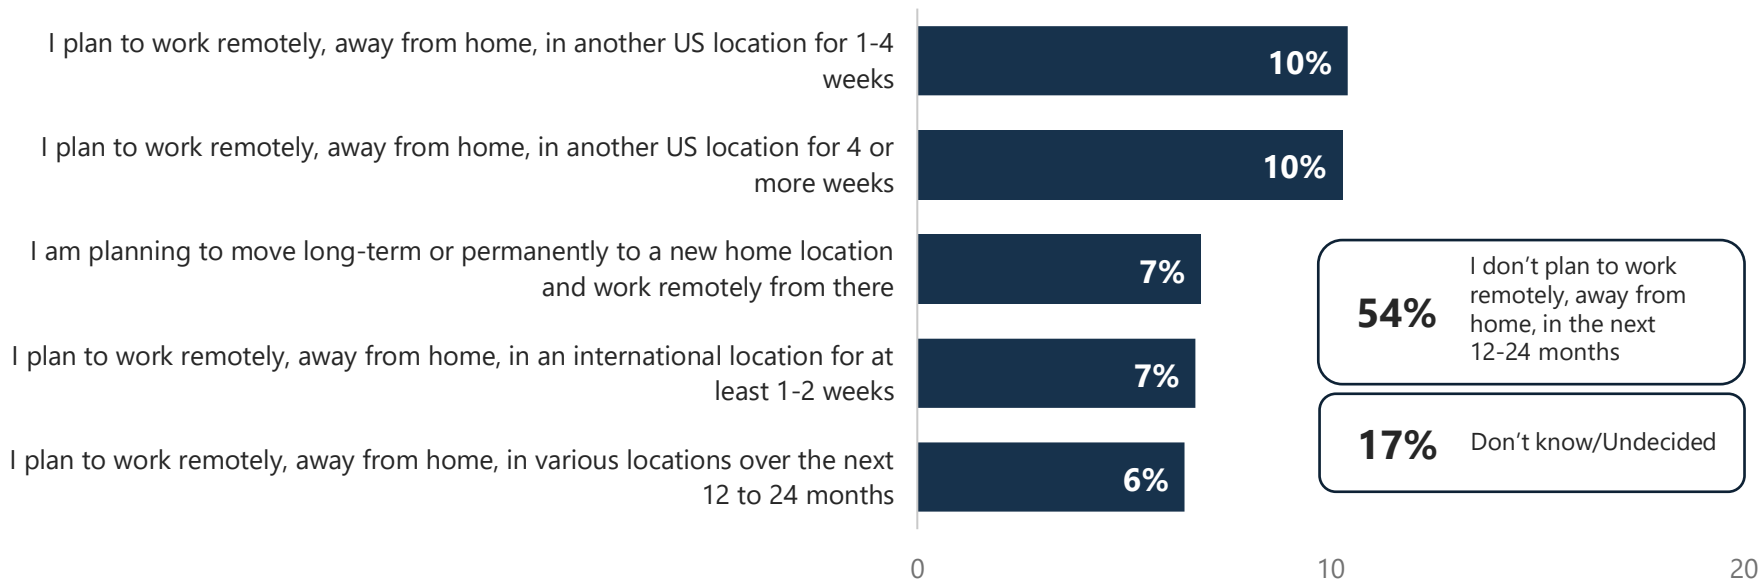 I plan to work remotely, away from home, in another US location for 1-4
weeks
10%
I plan to work remotely, away from home, in another US location for 4 or
more weeks
10%
I am planning to move long-term or permanently to a new home location
and work remotely from there
7%
I plan to work remotely, away from home, in an international location for at
least 1-2 weeks
7%
I plan to work remotely, away from home, in various locations over the next
12 to 24 months
6%
54%
I don’t plan to work
remotely, away from
home, in the next
12-24 months
17%
Don’t know/Undecided
0
10
20